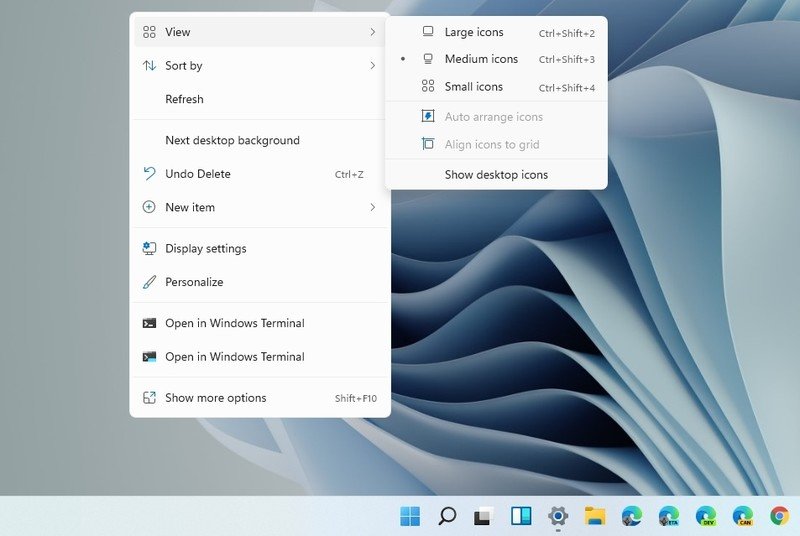 View
Sort by
Refresh
Next desktop background
Undo Delete Ctrl+Z
New item
Display settings
Personalize
Open in Windows Terminal
Open in Windows Terminal
Show more options Shift+F10
Large icons Ctrl+Shift+2
Medium icons Ctrl+Shift+3
Small icons Ctrl+Shift+4
Auto arrange icons
Align icons to grid
Show desktop icons
BETA
DEV
CAN